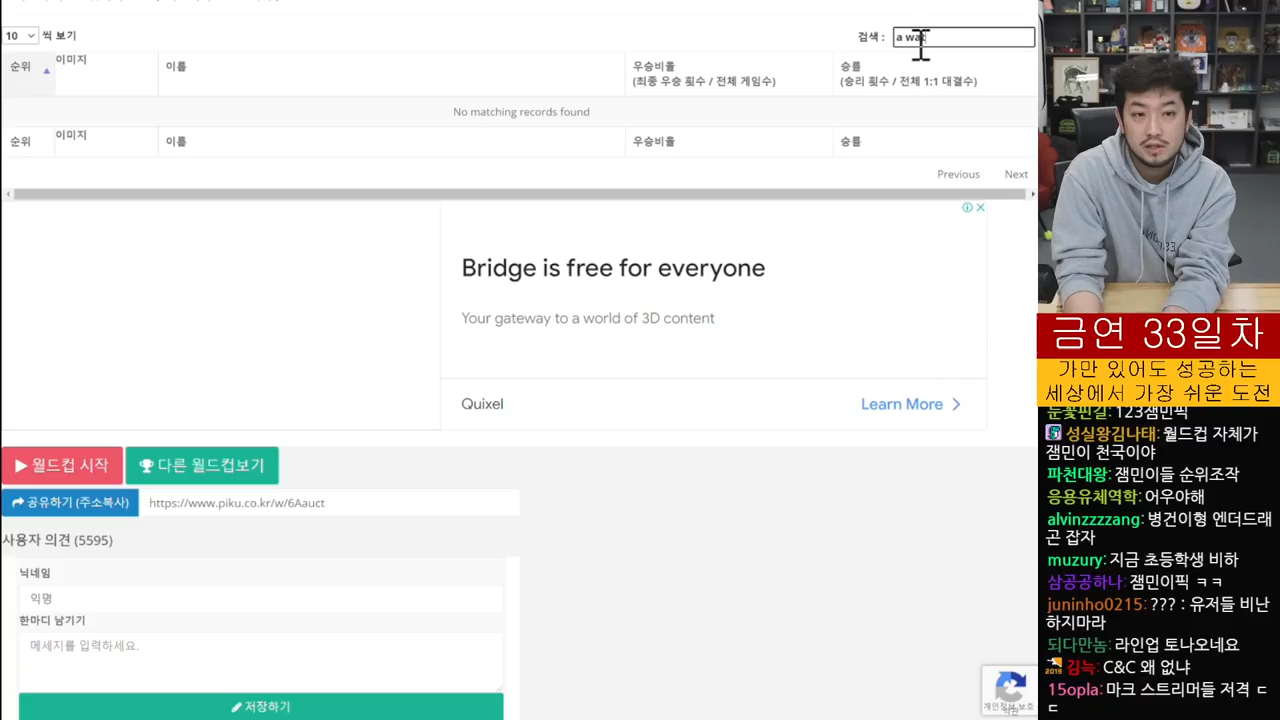 10 씩 보기
검색 :
순위
이미지
이름
우승비율
(최종 우승 횟수 / 전체 게임수)
승률
(승리 횟수 / 전체 1:1 대결수)
No matching records found
순위
이미지
이름
우승비율
승률
Previous
Next
Bridge is free for everyone
Your gateway to a world of 3D content
Quixel
Learn More
월드컵 시작
다른 월드컵보기
공유하기 (주소복사)
https://www.piku.co.kr/w/6Aauct
사용자 의견 (5595)
닉네임
익명
한마디 남기기
메세지를 입력하세요.
저장하기
금연 33일차
가만 있어도 성공하는
세상에서 가장 쉬운 도전
눈꽃핀길: 123잼민픽
성실왕김나태: 월드컵 자체가
잼민이 천국이야
파천대왕: 잼민이들 순위조작
응용유체역학: 어우야해
alvinzzzzang: 병건이형 엔더드래
곤 잡자
muzury: 지금 초등학생 비하
삼공공하나: 잼민이픽 ㅋㅋ
juninho0215: ??? : 유저들 비난
하지마라
되다만놈: 라인업 토나오네요
2019 김늑: C&C 왜 없냐
15opla: 마크 스트리머들 저격 ㄷ
ㄷ